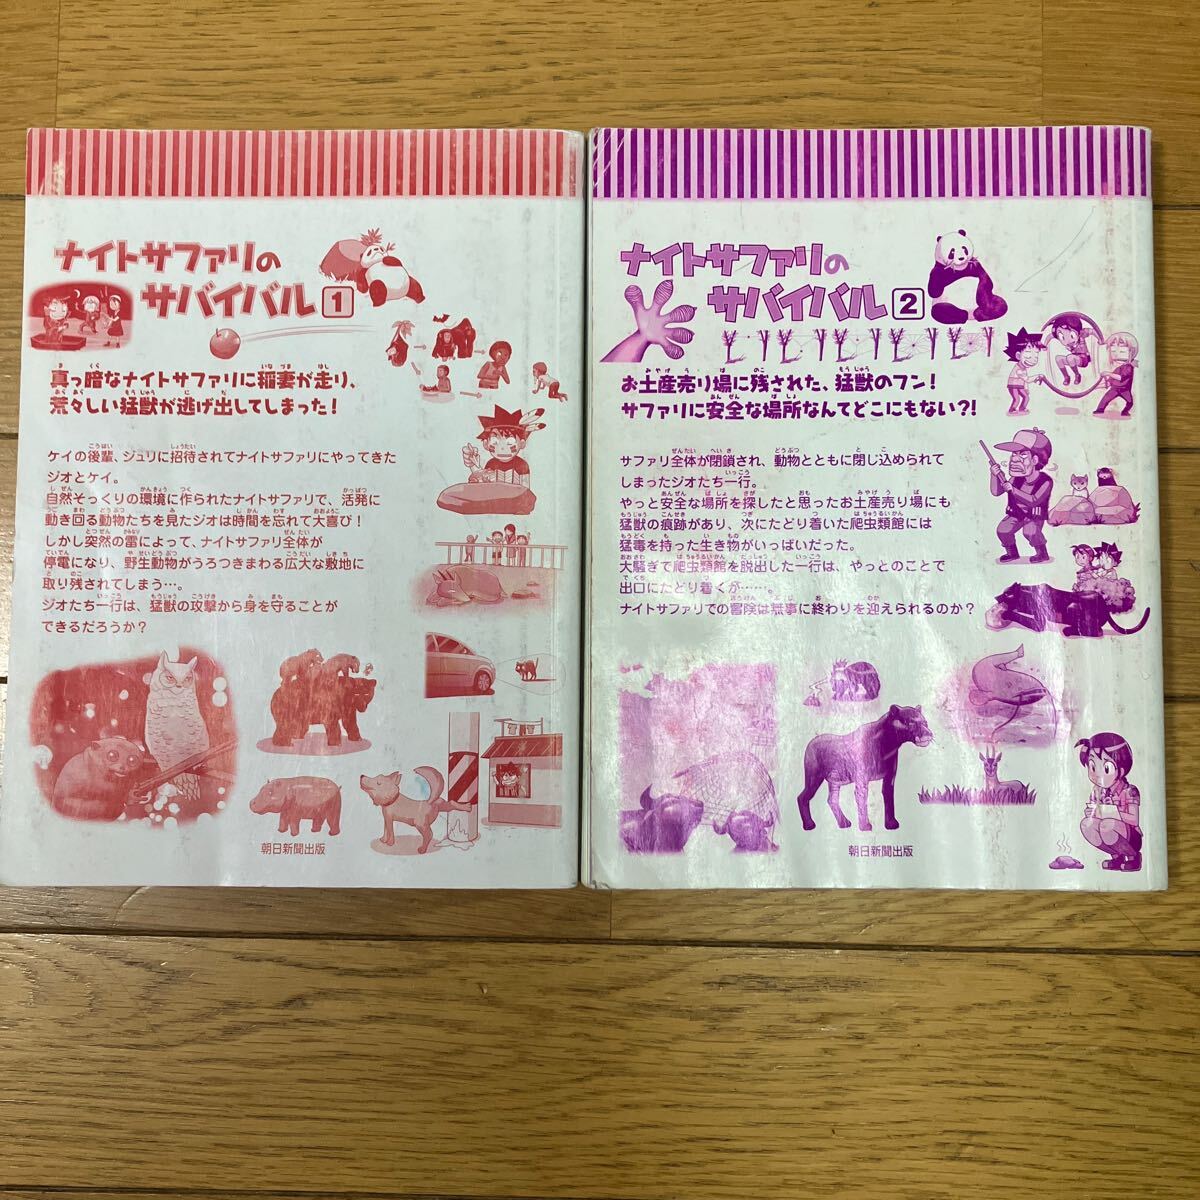 ナイトサファリの
サバイバル 1
真っ暗なナイトサファリに稲妻が走り、
荒々しい猛獣が逃げ出してしまった!
ケイの後輩、ジュリに招待されてナイトサファリにやってきた
ジオとケイ。
自然そっくりの環境に作られたナイトサファリで、活発に
動き回る動物たちを見たジオは時間を忘れて大喜び!
しかし突然の雷によって、ナイトサファリ全体が
停電になり、野生動物がうろつきまわる広大な敷地に
取り残されてしまう…。
ジオたち一行は、猛獣の攻撃から身を守ることが
できるだろうか?
朝日新聞出版
ナイトサファリの
サバイバル 2
お土産売り場に残された、猛獣のフン!
サファリに安全な場所なんてどこにもない?!
サファリ全体が閉鎖され、動物とともに閉じ込められて
しまったジオたち一行。
やっと安全な場所を探したと思ったお土産売り場にも
猛獣の痕跡があり、次にたどり着いた爬虫類館には
猛毒を持った生き物がいっぱいだった。
大騒ぎで爬虫類館を脱出した一行は、やっとのことで
出口にたどり着くが……。
ナイトサファリでの冒険は無事に終わりを迎えられるのか?
朝日新聞出版